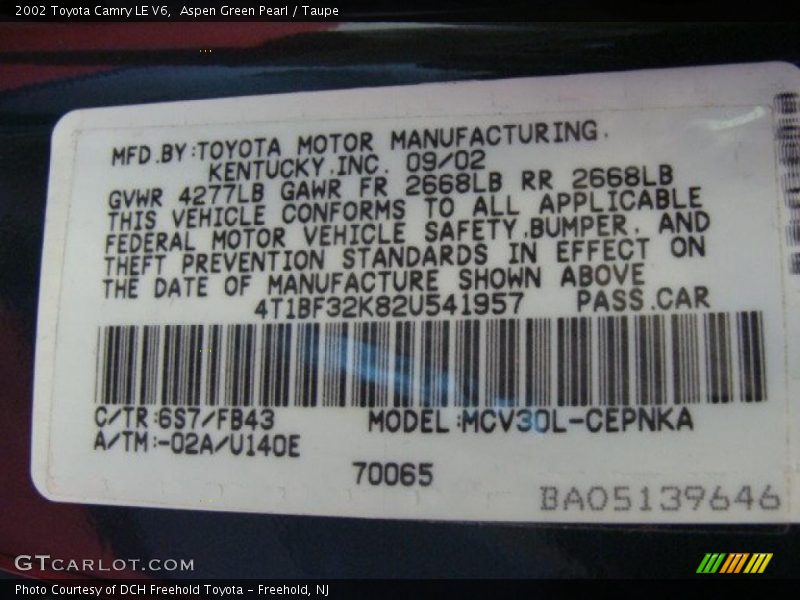 2002 Toyota Camry LE V6,  Aspen Green Pearl / Taupe
MFD.BY:TOYOTA MOTOR MANUFACTURING.
KENTUCKY.INC. 09/02
GVWR 4277LB GAWR FR 2668LB RR 2668LB
THIS VEHICLE CONFORMS TO ALL APPLICABLE
FEDERAL MOTOR VEHICLE SAFETY.BUMPER. AND
THEFT PREVENTION STANDARDS IN EFFECT ON
THE DATE OF MANUFACTURE SHOWN ABOVE
4T1BF32K82U541957 PASS.CAR
C/TR:6S7/FB43 MODEL:MCV30L-CEPNKA
A/TM:-02A/U140E
70065
BA05139646
GTCARLOT.COM
Photo Courtesy of DCH Freehold Toyota - Freehold, NJ